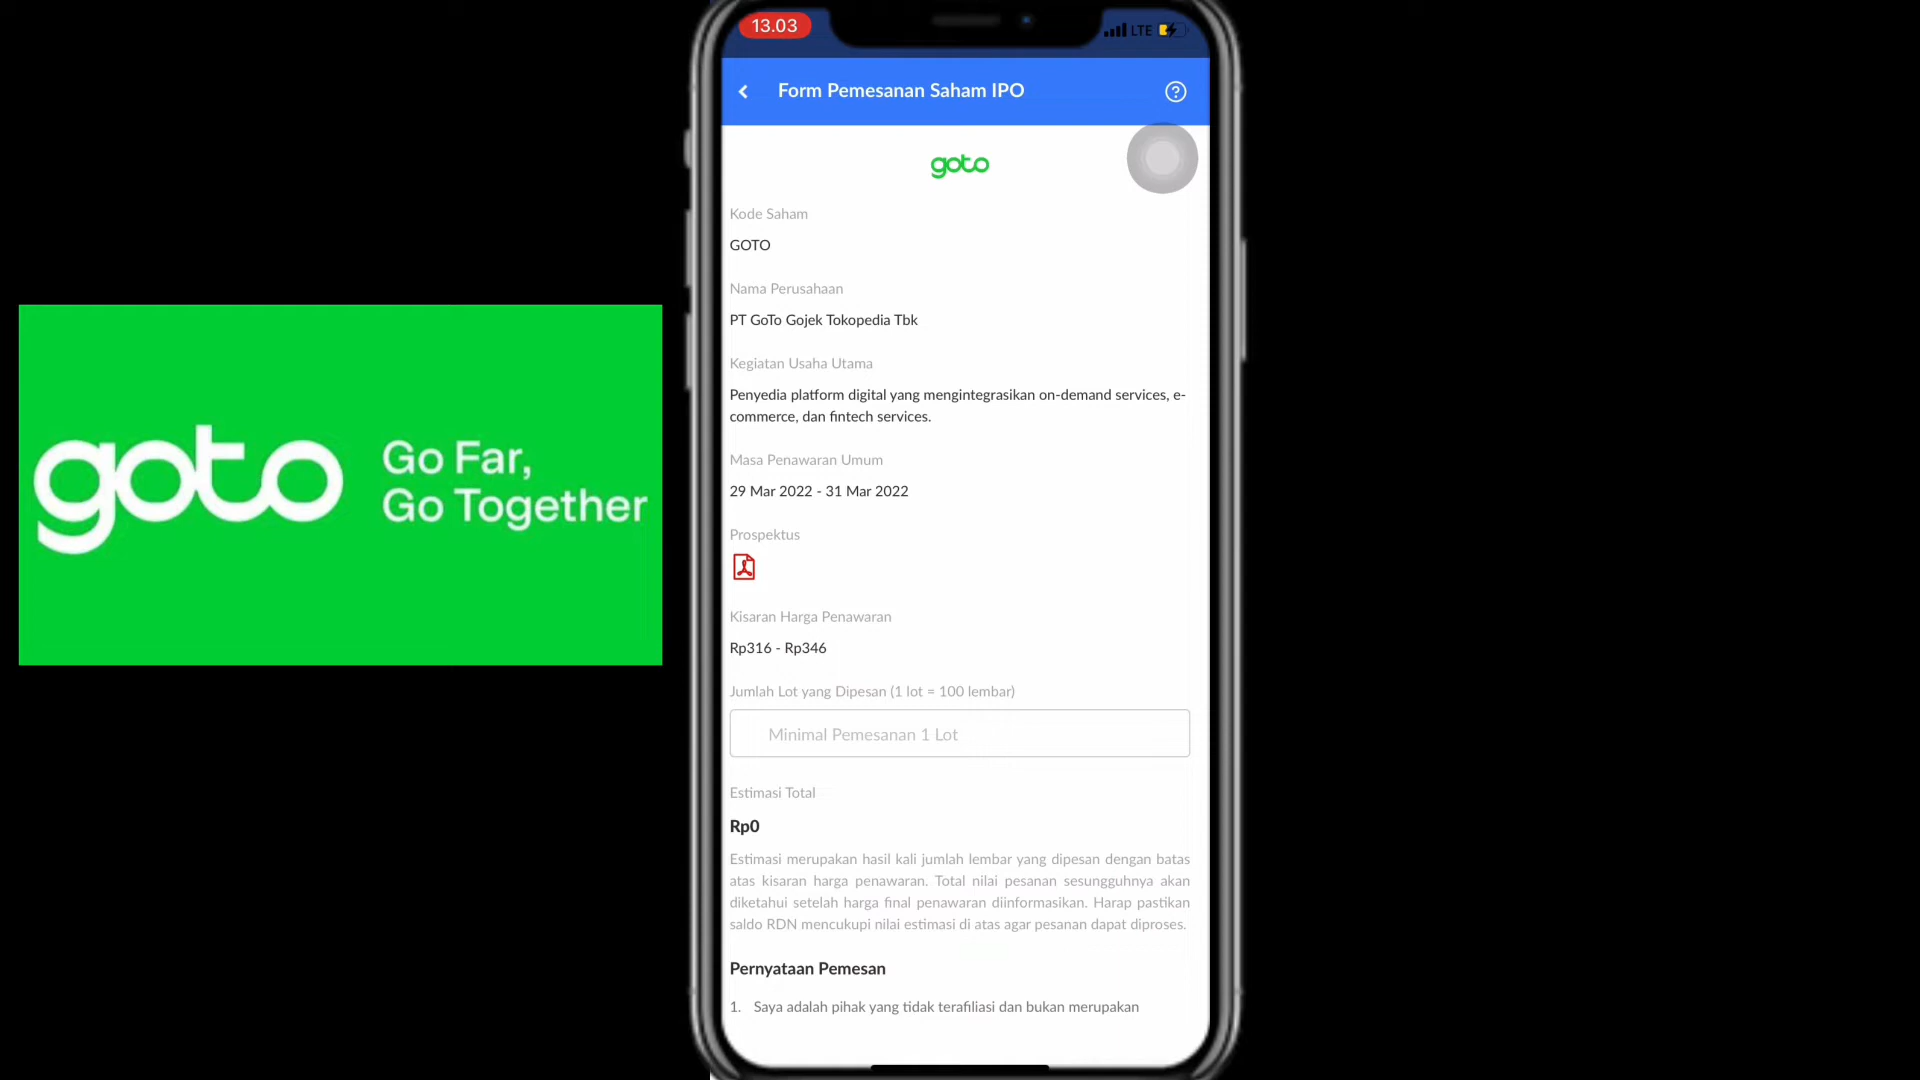 goto
Go Far,
Go Together
13.03
LTE
Form Pemesanan Saham IPO
?
goto
Kode Saham
GOTO
Nama Perusahaan
PT GoTo Gojek Tokopedia Tbk
Kegiatan Usaha Utama
Penyedia platform digital yang mengintegrasikan on-demand services, e-
commerce, dan fintech services.
Masa Penawaran Umum
29 Mar 2022 - 31 Mar 2022
Prospektus
Kisaran Harga Penawaran
Rp316 - Rp346
Jumlah Lot yang Dipesan (1 lot = 100 lembar)
Minimal Pemesanan 1 Lot
Estimasi Total
Rp0
Estimasi merupakan hasil kali jumlah lembar yang dipesan dengan batas
atas kisaran harga penawaran. Total nilai pesanan sesungguhnya akan
diketahui setelah harga final penawaran diinformasikan. Harap pastikan
saldo RDN mencukupi nilai estimasi di atas agar pesanan dapat diproses.
Pernyataan Pemesan
1. Saya adalah pihak yang tidak terafiliasi dan bukan merupakan